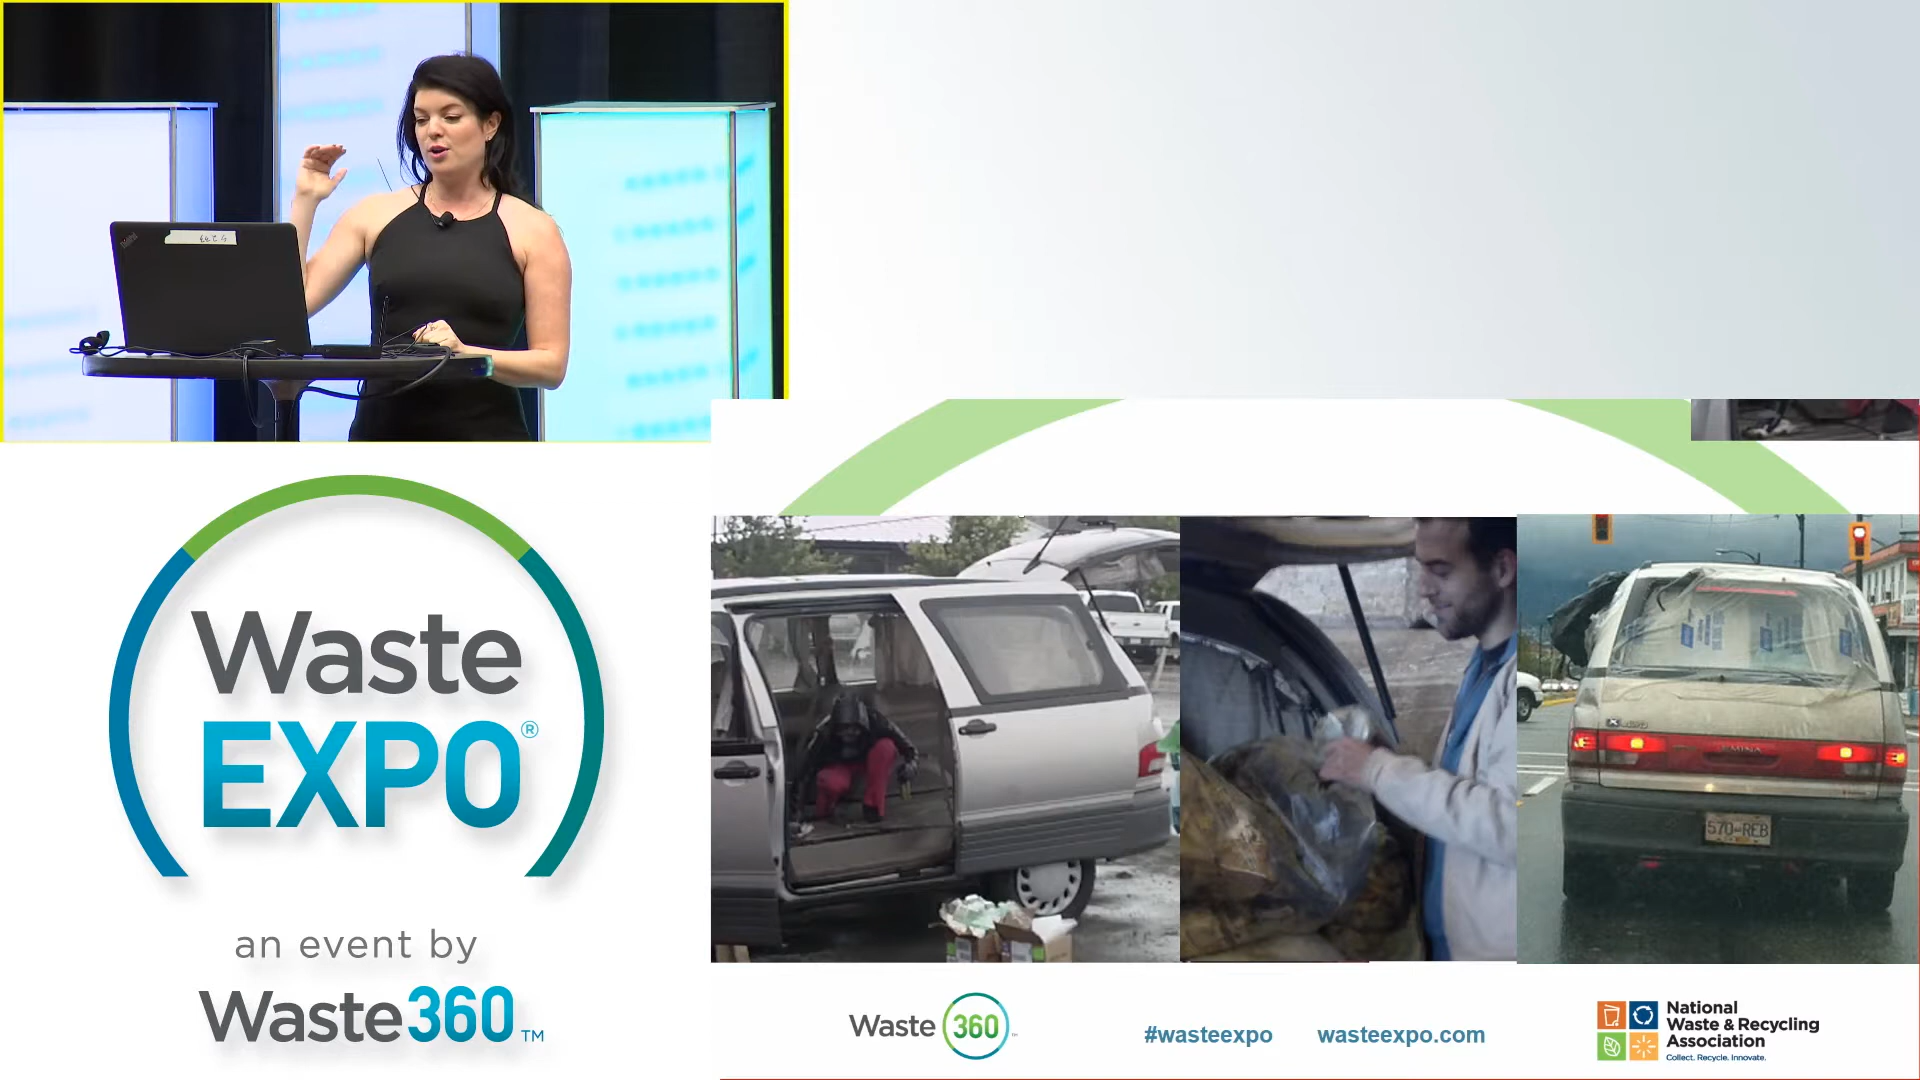 Waste
EXPO®
an event by
Waste360™
570-REB
Waste 360
#wasteexpo
wasteexpo.com
National
Waste & Recycling
Association
Collect. Recycle. Innovate.